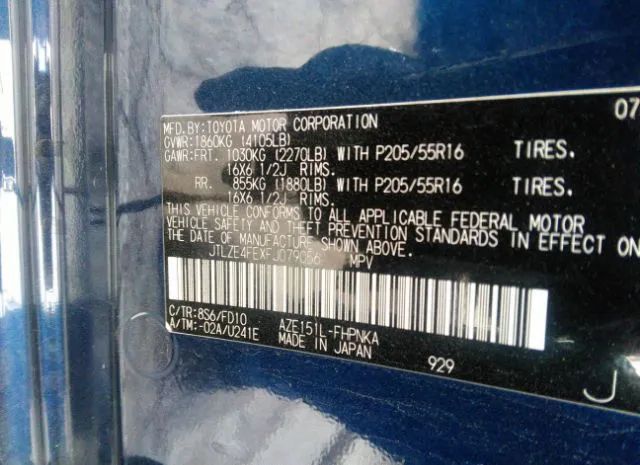 07
MFD.BY:TOYOTA MOTOR CORPORATION
GVWR:1860KG (4105LB)
GAWR:FRT. 1030KG (2270LB) WITH P205/55R16 TIRES.
16X6 1/2J RIMS.
RR. 855KG (1880LB) WITH P205/55R16 TIRES.
16X6 1/2J RIMS.
THIS VEHICLE CONFORMS TO ALL APPLICABLE FEDERAL MOTOR
VEHICLE SAFETY AND THEFT PREVENTION STANDARDS IN EFFECT ON
THE DATE OF MANUFACTURE SHOWN ABOVE.
JTLZE4FEXFJ079056 MPV
C/TR:8S6/FD10 AZE151L-FHPNKA
A/TM:-02A/U241E MADE IN JAPAN 929
J